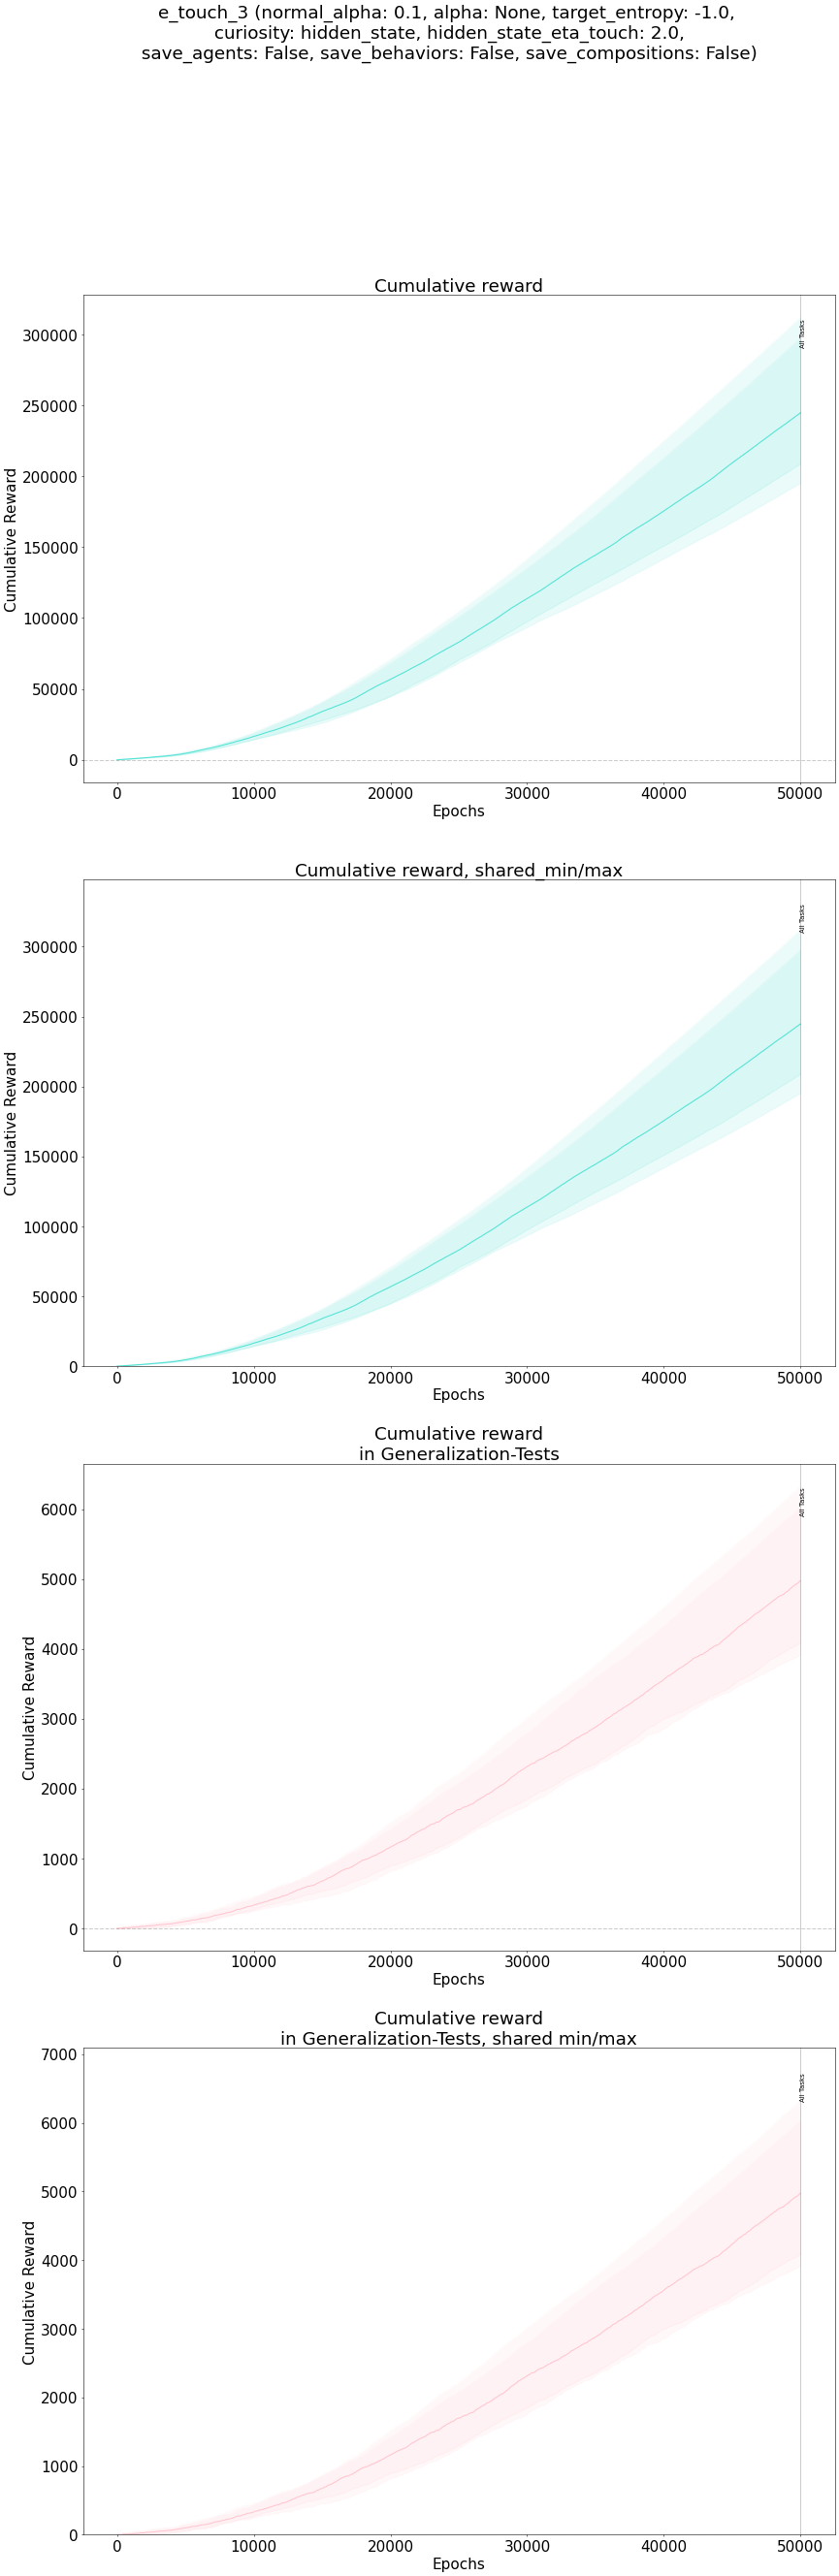 e_touch_3 (normal_alpha: 0.1, alpha: None, target_entropy: -1.0,
curiosity: hidden_state, hidden_state_eta_touch: 2.0,
save_agents: False, save_behaviors: False, save_compositions: False)
Cumulative reward
All Tasks
300000
250000
200000
150000
100000
50000
0
Cumulative Reward
0 10000 20000 30000 40000 50000
Epochs
Cumulative reward, shared_min/max
All Tasks
300000
250000
200000
150000
100000
50000
0
Cumulative Reward
0 10000 20000 30000 40000 50000
Epochs
Cumulative reward
in Generalization-Tests
All Tasks
6000
5000
4000
3000
2000
1000
0
Cumulative Reward
0 10000 20000 30000 40000 50000
Epochs
Cumulative reward
in Generalization-Tests, shared min/max
All Tasks
7000
6000
5000
4000
3000
2000
1000
0
Cumulative Reward
0 10000 20000 30000 40000 50000
Epochs